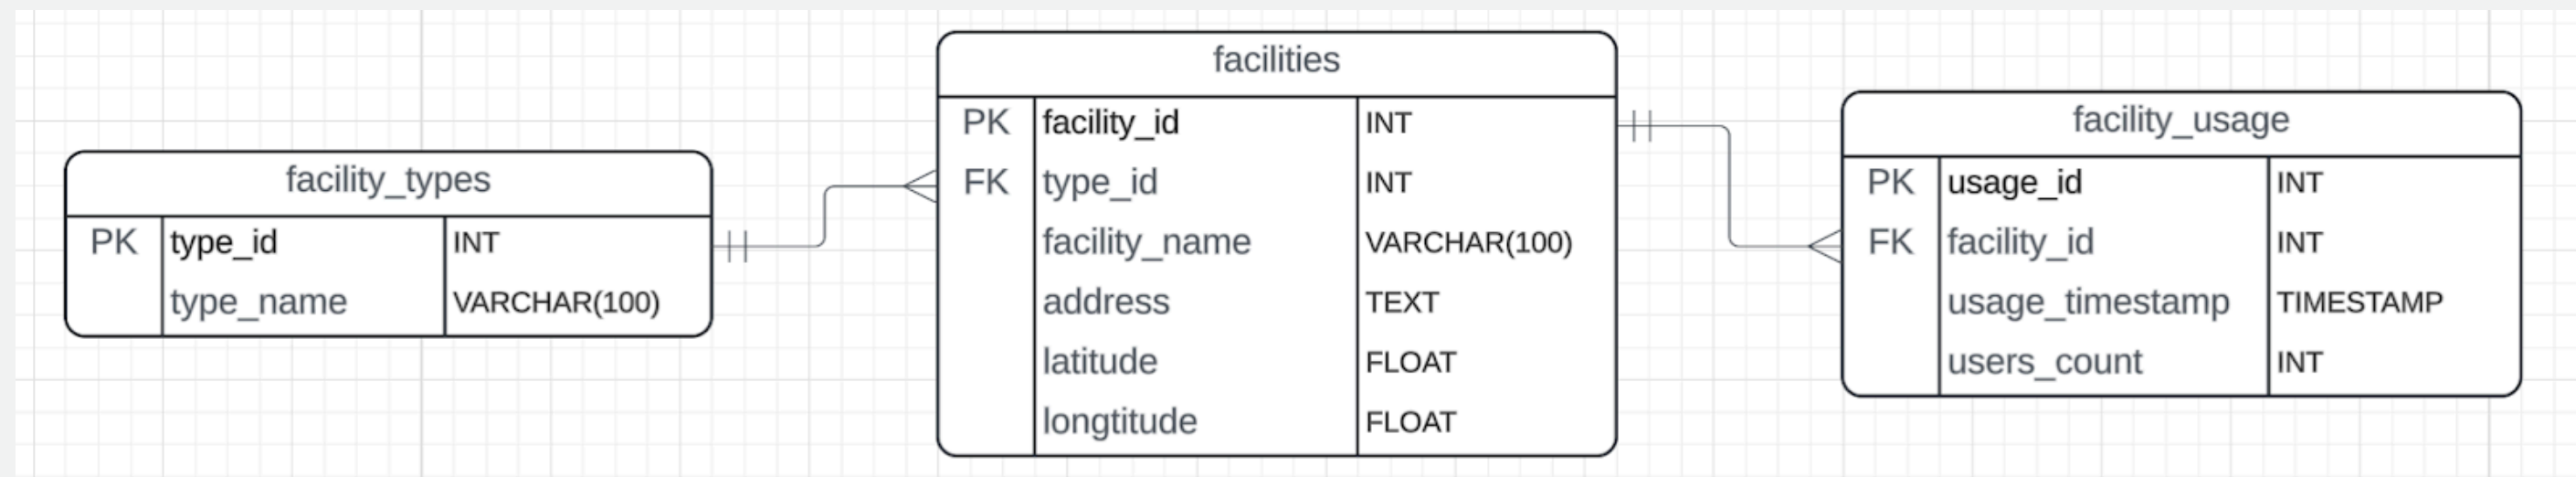 facility_types
PK type_id INT
type_name VARCHAR(100)
facilities
PK facility_id INT
FK type_id INT
facility_name VARCHAR(100)
address TEXT
latitude FLOAT
longtitude FLOAT
facility_usage
PK usage_id INT
FK facility_id INT
usage_timestamp TIMESTAMP
users_count INT